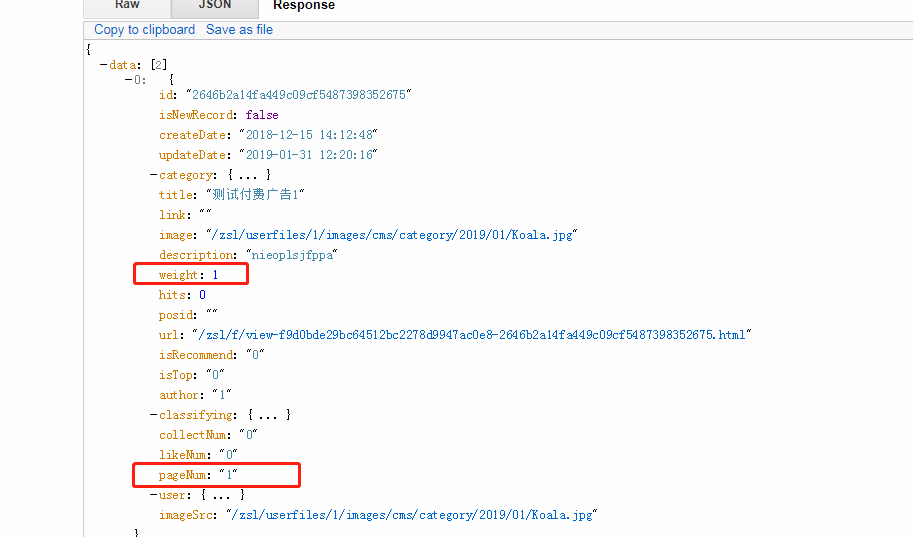 Raw JSON Response
Copy to clipboard Save as file
{
−data: [2]
−0: {
id: "2646b2a14fa449c09cf5487398352675"
isNewRecord: false
createDate: "2018-12-15 14:12:48"
updateDate: "2019-01-31 12:20:16"
−category: { ... }
title: "测试付费广告1"
link: ""
image: "/zsl/userfiles/1/images/cms/category/2019/01/Koala.jpg"
description: "nieoplsjfppa"
weight: 1
hits: 0
posid: ""
url: "/zsl/f/view-f9d0bde29bc64512bc2278d9947ac0e8-2646b2a14fa449c09cf5487398352675.html"
isRecommend: "0"
isTop: "0"
author: "1"
−classifying: { ... }
collectNum: "0"
likeNum: "0"
pageNum: "1"
−user: { ... }
imageSrc: "/zsl/userfiles/1/images/cms/category/2019/01/Koala.jpg"
}